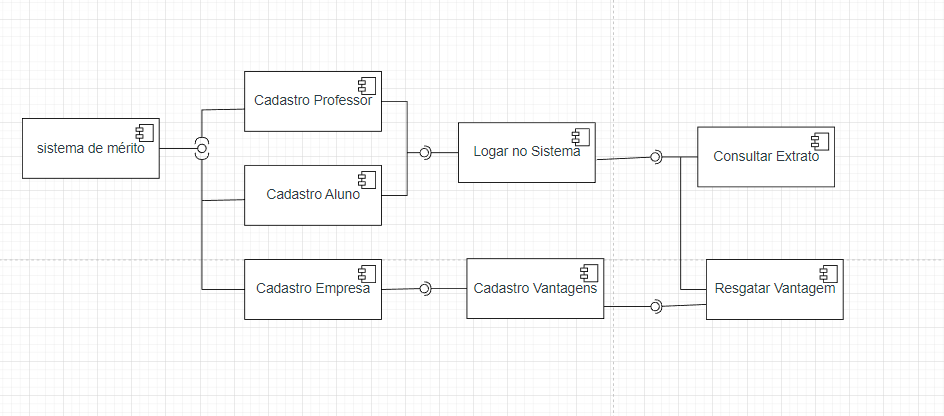 sistema de mérito
Cadastro Professor
Cadastro Aluno
Cadastro Empresa
Logar no Sistema
Cadastro Vantagens
Consultar Extrato
Resgatar Vantagem